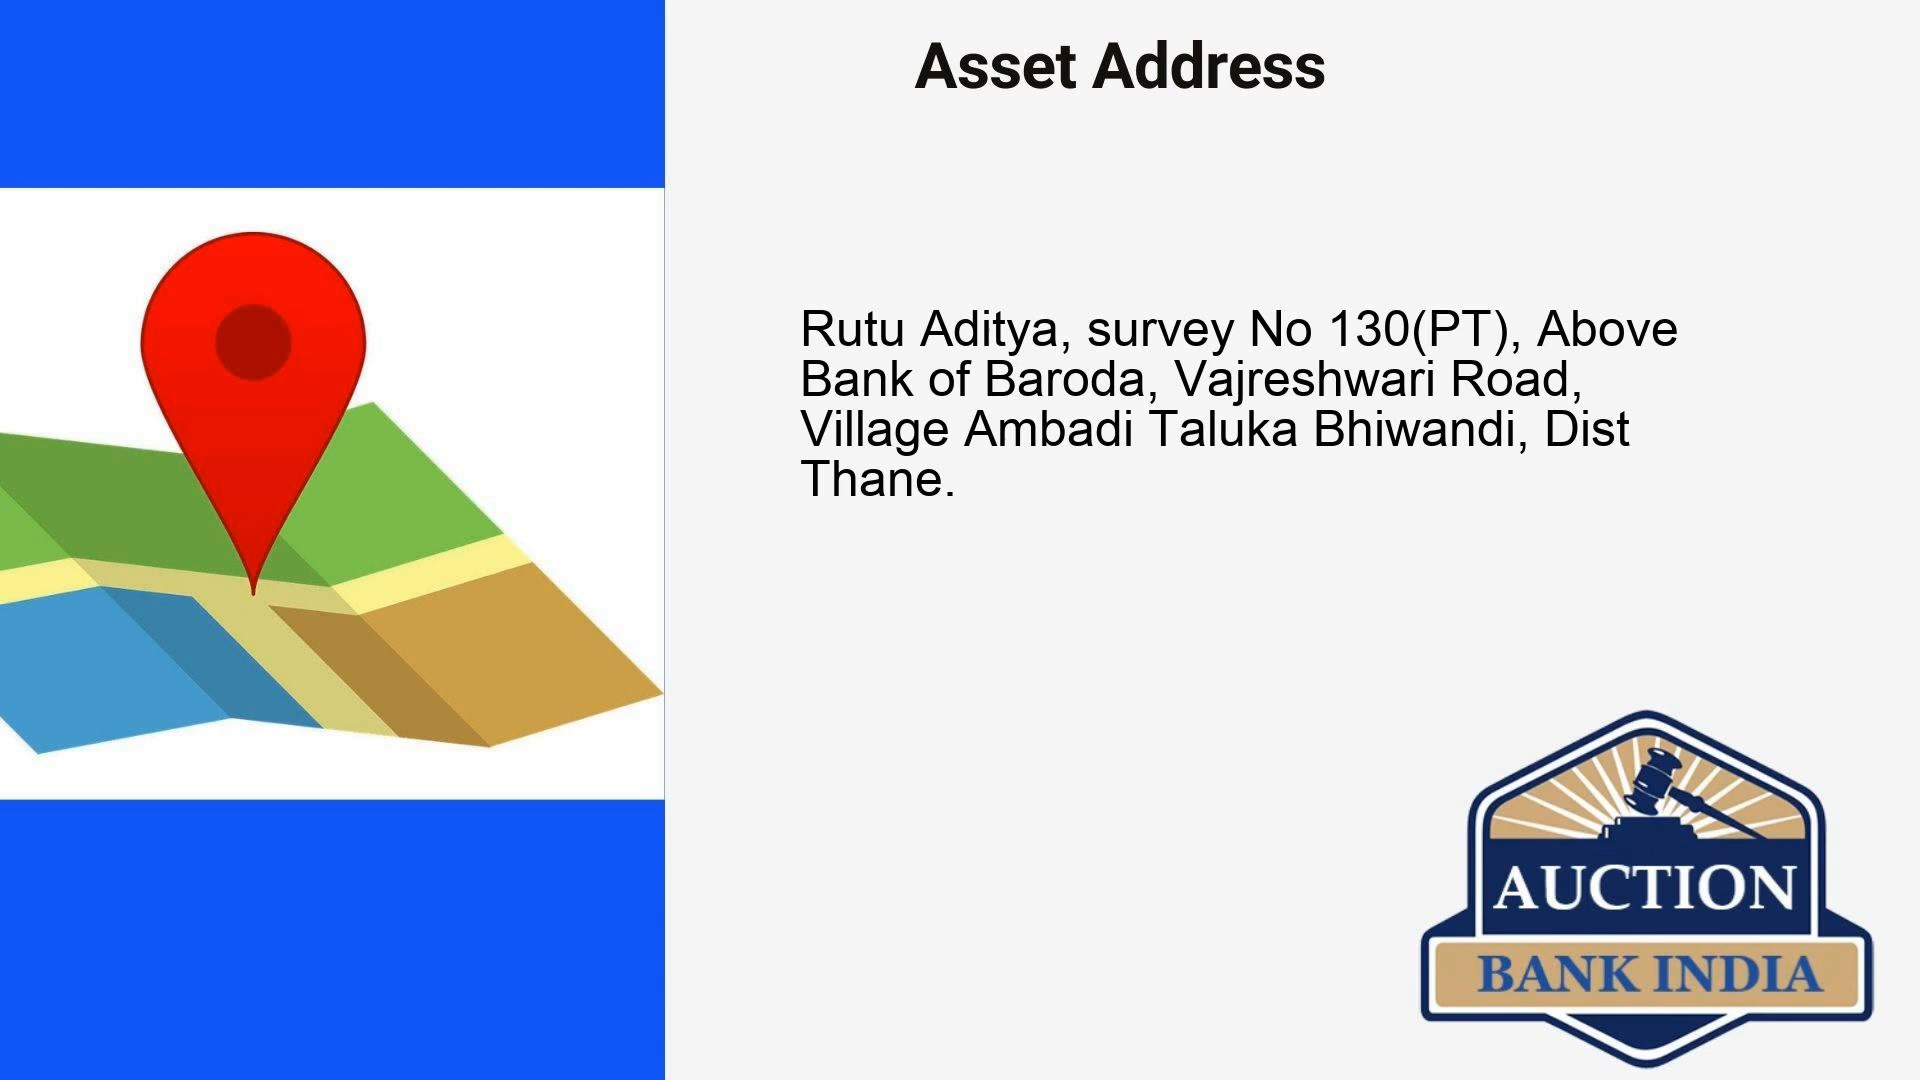 Asset Address
Rutu Aditya, survey No 130(PT), Above
Bank of Baroda, Vajreshwari Road,
Village Ambadi Taluka Bhiwandi, Dist
Thane.
AUCTION
BANK INDIA